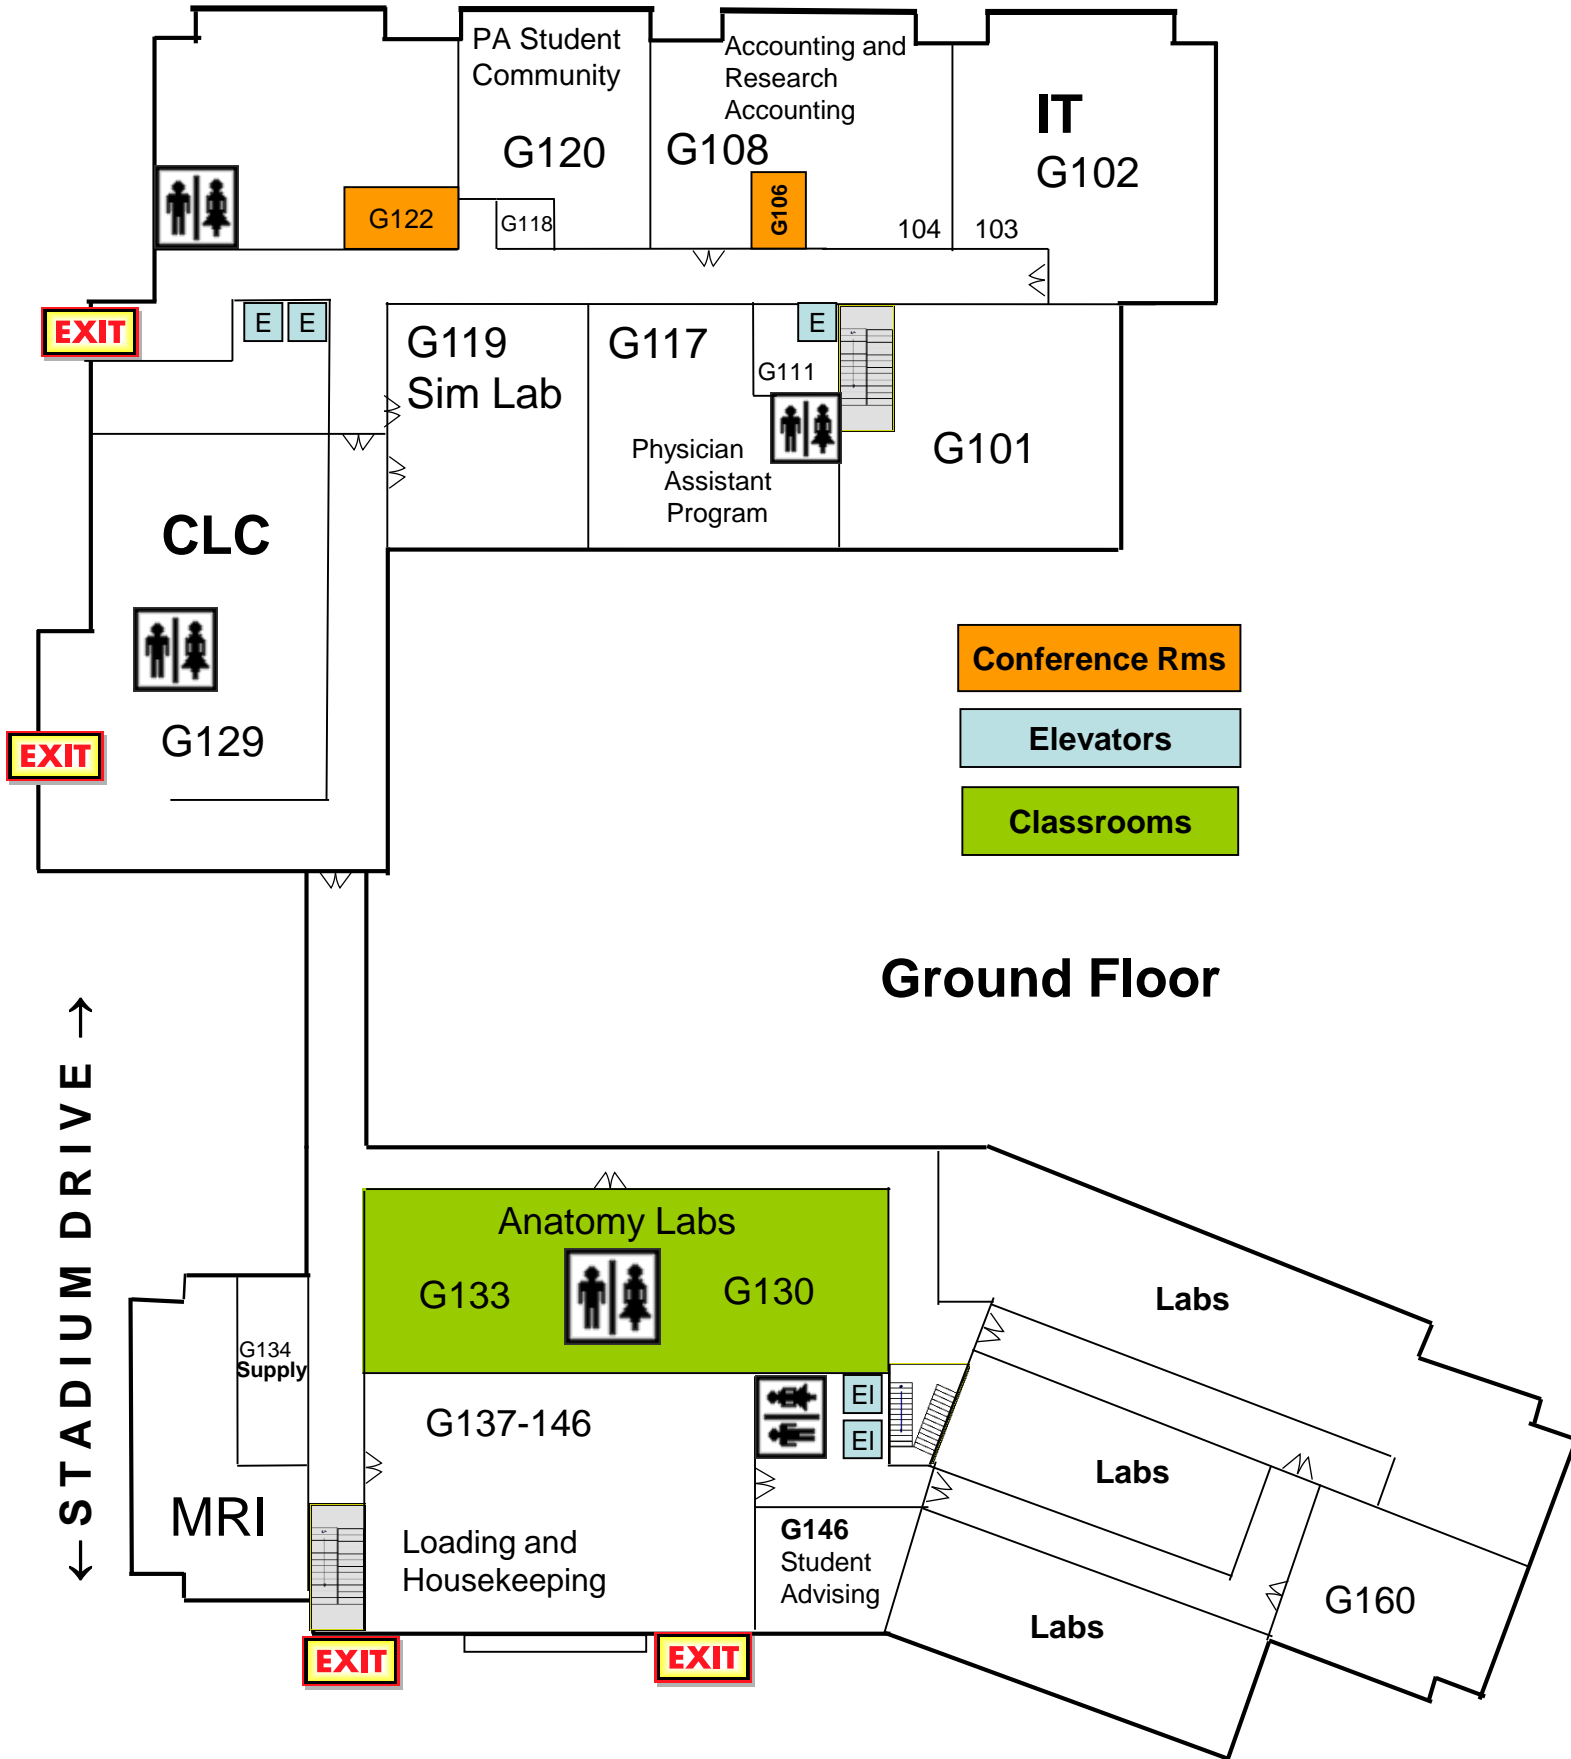 PA Student
Community
G120
Accounting and
Research
Accounting
G108
IT
G102
G122
G118
G106
104
103
EXIT
E
E
G119
Sim Lab
G117
E
G111
Physician
Assistant
Program
G101
CLC
G129
EXIT
Conference Rms
Elevators
Classrooms
Ground Floor
← STADIUM DRIVE →
Anatomy Labs
G133
G130
Labs
G134
Supply
G137-146
EI
EI
Labs
MRI
Loading and
Housekeeping
G146
Student
Advising
G160
Labs
EXIT
EXIT